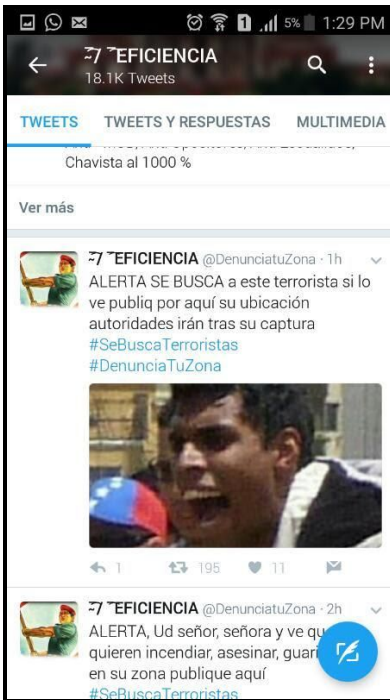 5% 1:29 PM
EFICIENCIA
18.1K Tweets
TWEETS TWEETS Y RESPUESTAS MULTIMEDIA
Chavista al 1000 %
Ver más
EFICIENCIA @DenunciatuZona · 1h
ALERTA SE BUSCA a este terrorista si lo
ve publiq por aquí su ubicación
autoridades irán tras su captura
#SeBuscaTerroristas
#DenunciaTuZona
1 195 11
EFICIENCIA @DenunciatuZona · 2h
ALERTA, Ud señor, señora y ve qu
quieren incendiar, asesinar, guari
en su zona publique aquí
#SeBuscaTerroristas